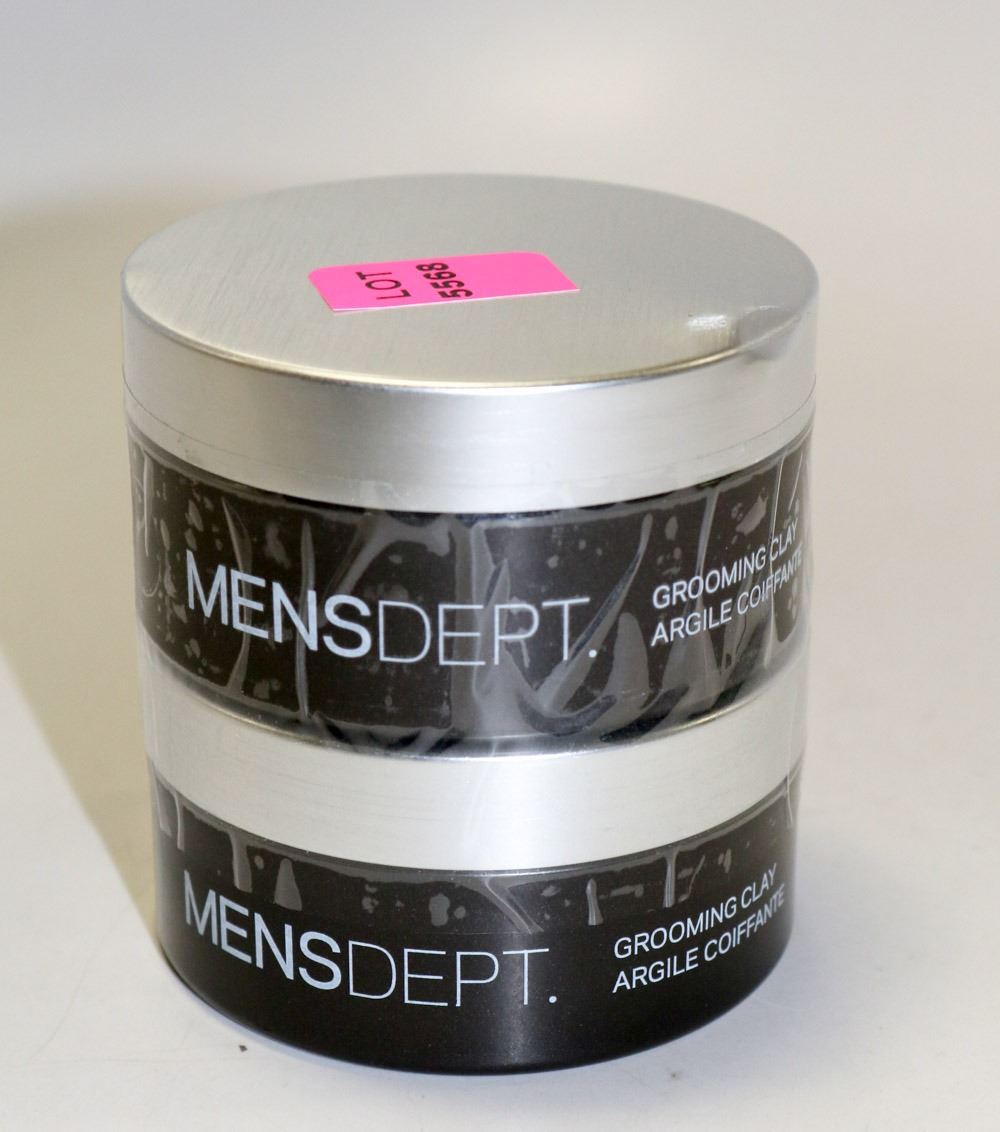 LOT
5568
MENSDEPT.
GROOMING CLAY
ARGILE COIFFANTE
MENSDEPT.
GROOMING CLAY
ARGILE COIFFANTE